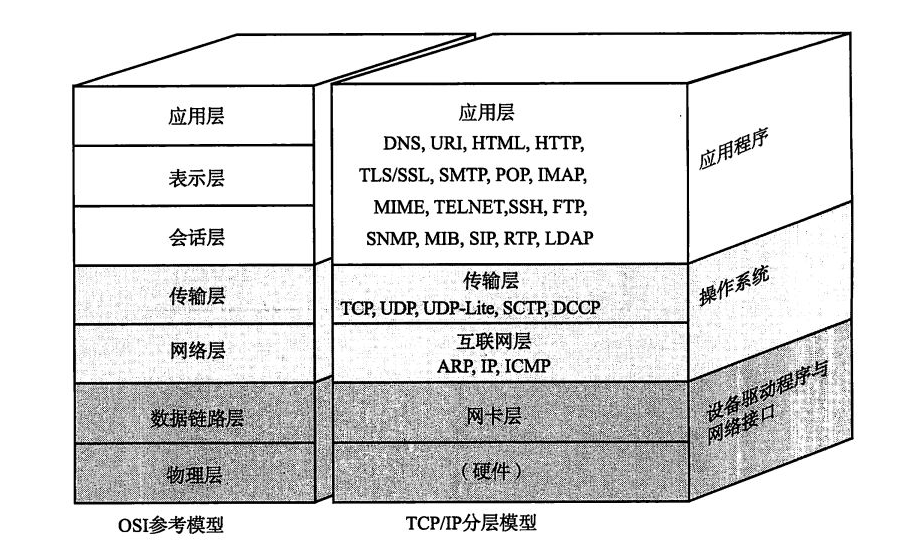 应用层
表示层
会话层
传输层
网络层
数据链路层
物理层
OSI参考模型
应用层
DNS, URI, HTML, HTTP,
TLS/SSL, SMTP, POP, IMAP,
MIME, TELNET,SSH, FTP,
SNMP, MIB, SIP, RTP, LDAP
传输层
TCP, UDP, UDP-Lite, SCTP, DCCP
互联网层
ARP, IP, ICMP
网卡层
（硬件）
TCP/IP分层模型
应用程序
操作系统
设备驱动程序与
网络接口